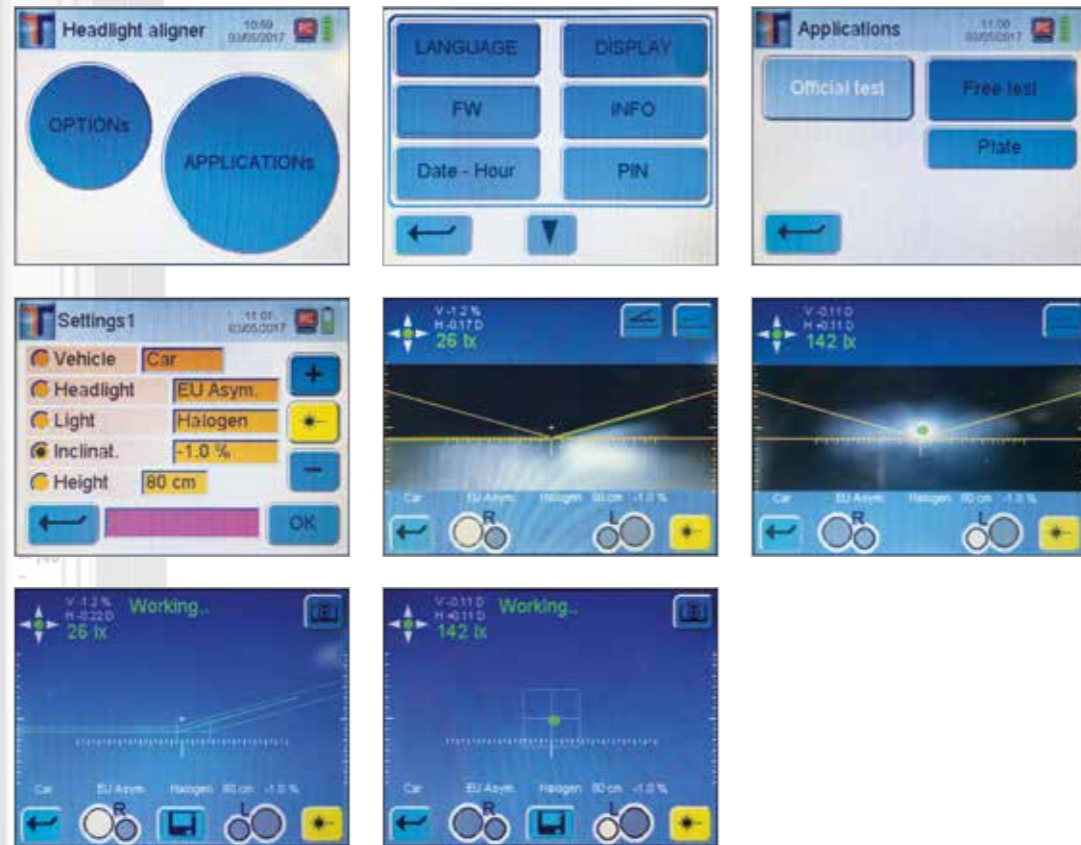 Headlight aligner
10:59
03/05/2017
OPTIONs
APPLICATIONs
LANGUAGE
DISPLAY
FW
INFO
Date - Hour
PIN
Applications
11:00
03/05/2017
Official test
Free test
Plate
Settings1
11:01
03/05/2017
Vehicle Car
Headlight EU Asym.
Light Halogen
Inclinat. -1.0 %
Height 80 cm
OK
V -1.2 %
H -0.17 D
26 lx
Car EU Asym. Halogen 80 cm -1.0 %
R L
V -0.11 D
H +0.11 D
142 lx
Car EU Asym. Halogen 80 cm -1.0 %
R L
V -1.2 %
H -0.22 D
26 lx
Working..
Car EU Asym. Halogen 80 cm -1.0 %
R L
V -0.11 D
H +0.11 D
142 lx
Working..
Car EU Asym. Halogen 80 cm -1.0 %
R L